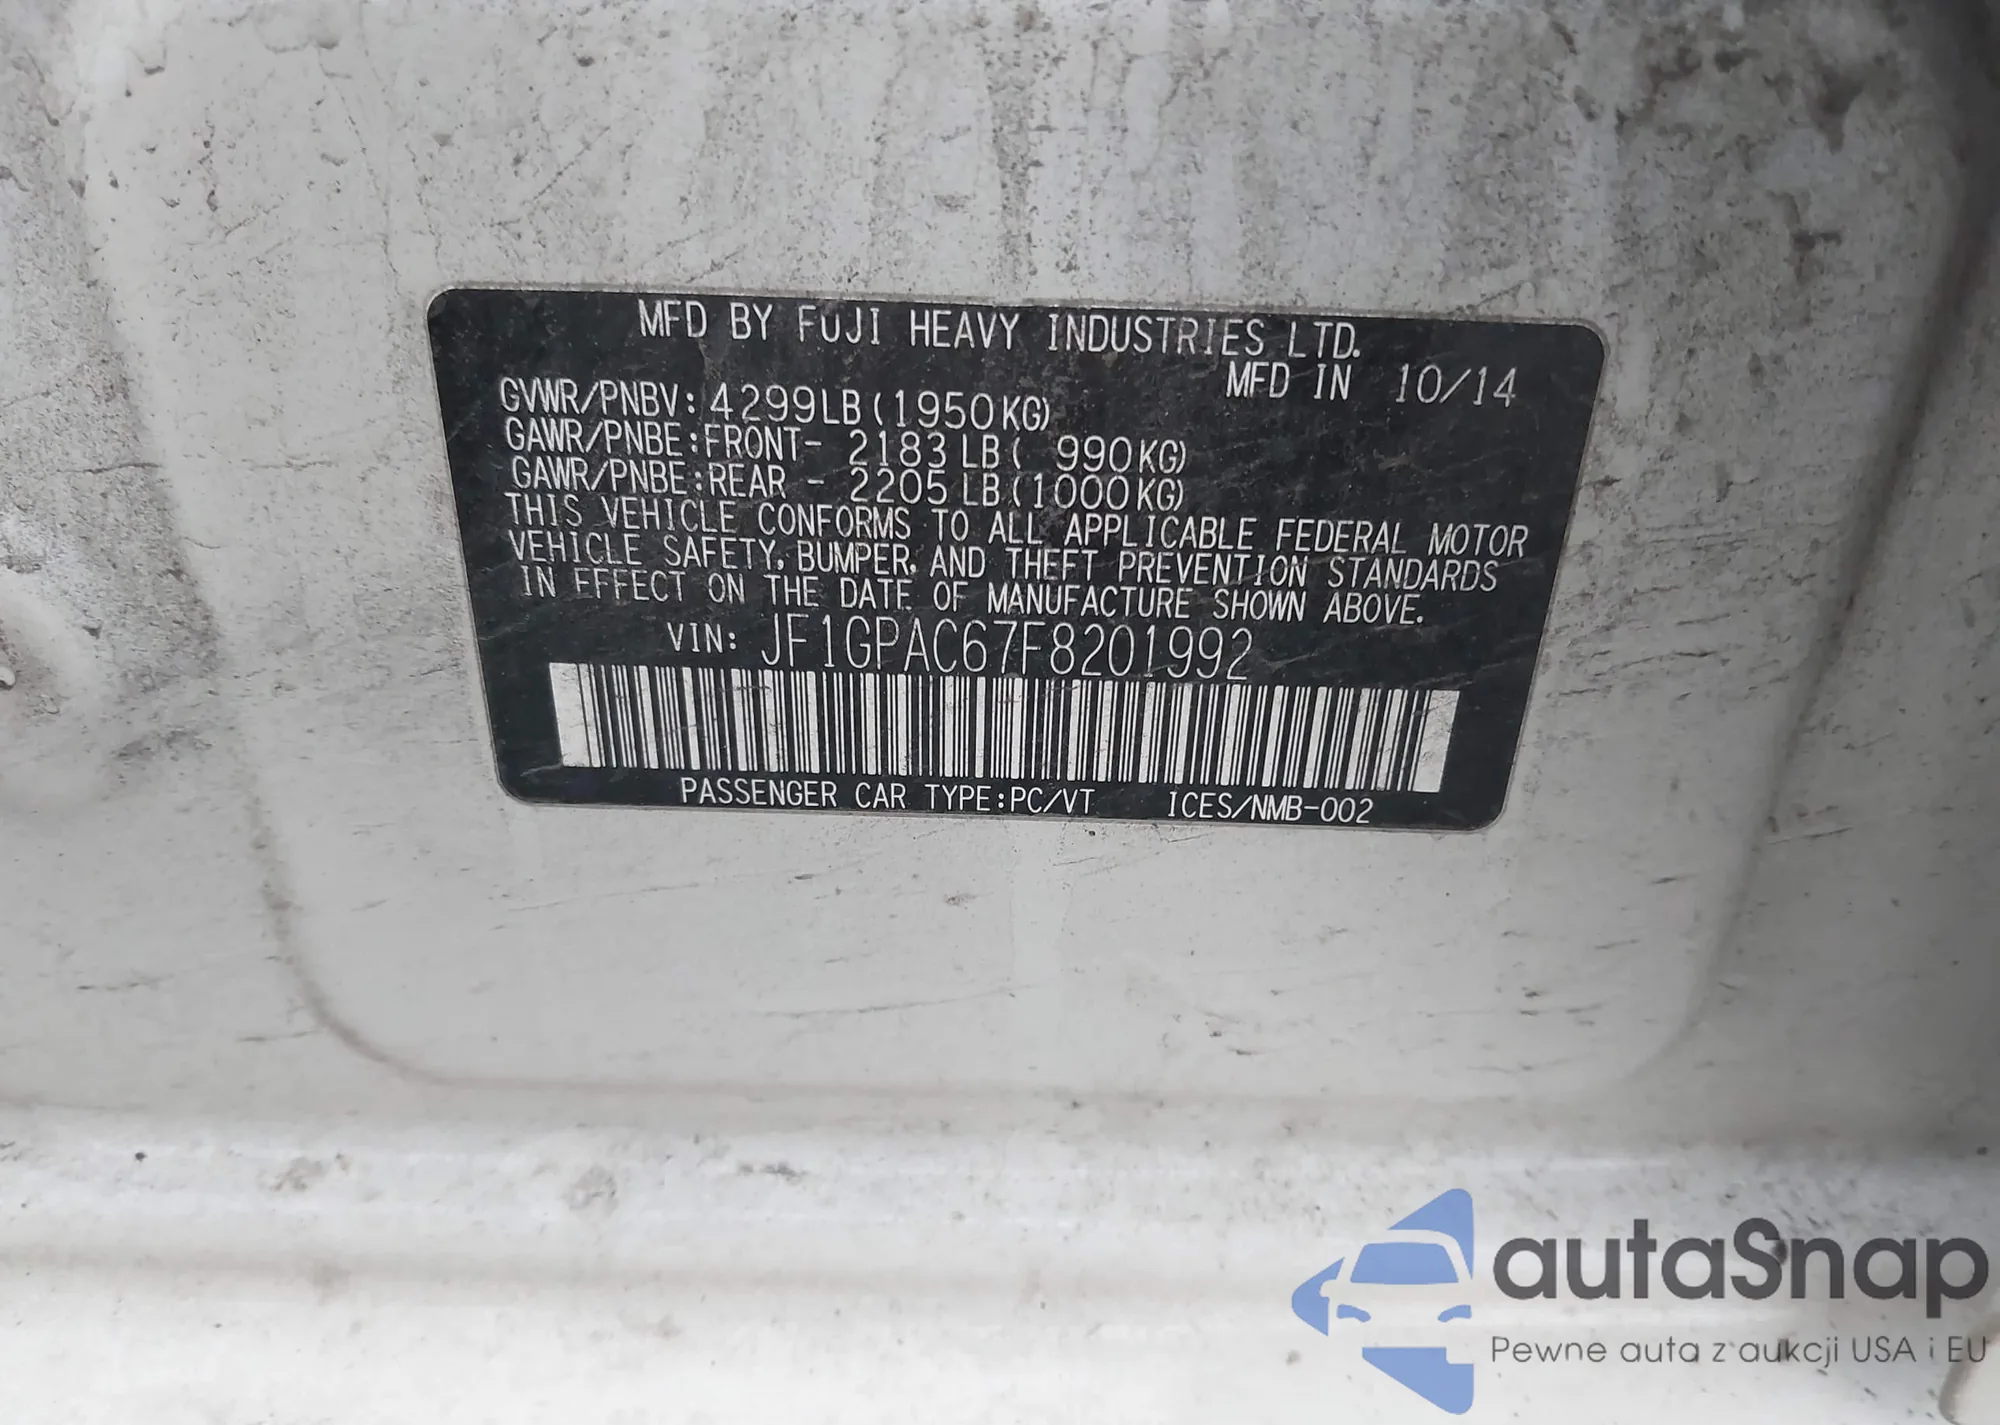 MFD BY FUJI HEAVY INDUSTRIES LTD.
MFD IN 10/14
GVWR/PNBV: 4299LB (1950KG)
GAWR/PNBE:FRONT- 2183 LB ( 990KG)
GAWR/PNBE:REAR - 2205 LB (1000KG)
THIS VEHICLE CONFORMS TO ALL APPLICABLE FEDERAL MOTOR
VEHICLE SAFETY, BUMPER, AND THEFT PREVENTION STANDARDS
IN EFFECT ON THE DATE OF MANUFACTURE SHOWN ABOVE.
VIN: JF1GPAC67F8201992
PASSENGER CAR TYPE:PC/VT ICES/NMB-002
autaSnap
Pewne auta z aukcji USA i EU